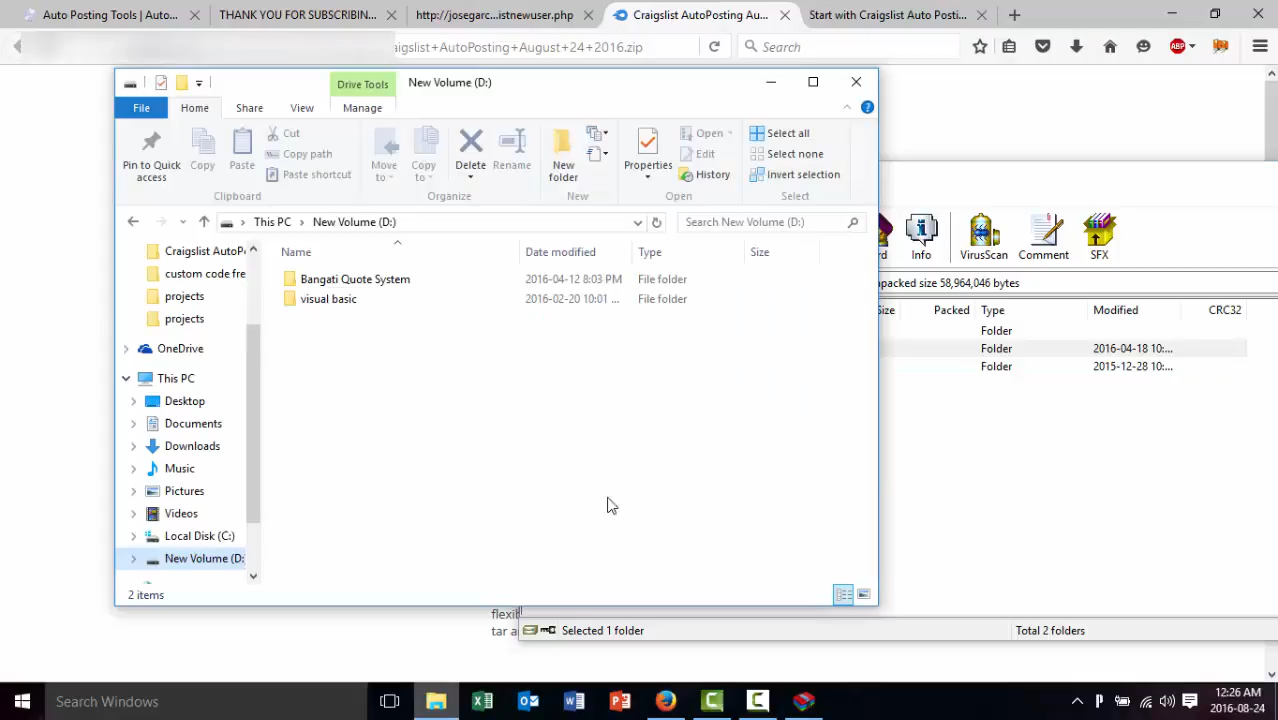 Auto Posting Tools | Autom...
THANK YOU FOR SUBSCRIBIN...
http://josegarc...istnewuser.php
Craigslist AutoPosting Au...
Start with Craigslist Auto Posti...
aigslist+AutoPosting+August+24+2016.zip
Search
ABP
Drive Tools
New Volume (D:)
File
Home
Share
View
Manage
Pin to Quick access
Copy
Paste
Cut
Copy path
Paste shortcut
Clipboard
Move to
Copy to
Delete
Rename
Organize
New folder
New
Properties
Open
Edit
History
Open
Select all
Select none
Invert selection
Select
This PC > New Volume (D:)
Search New Volume (D:)
Name
Date modified
Type
Size
Bangati Quote System
2016-04-12 8:03 PM
File folder
visual basic
2016-02-20 10:01 ...
File folder
Craigslist AutoP
custom code fre
projects
projects
OneDrive
This PC
Desktop
Documents
Downloads
Music
Pictures
Videos
Local Disk (C:)
New Volume (D:
2 items
rd
Info
VirusScan
Comment
SFX
packed size 58,964,046 bytes
Size
Packed
Type
Modified
CRC32
Folder
Folder
2016-04-18 10:...
Folder
2015-12-28 10:...
flexib
tar a
Selected 1 folder
Total 2 folders
Search Windows
12:26 AM
2016-08-24